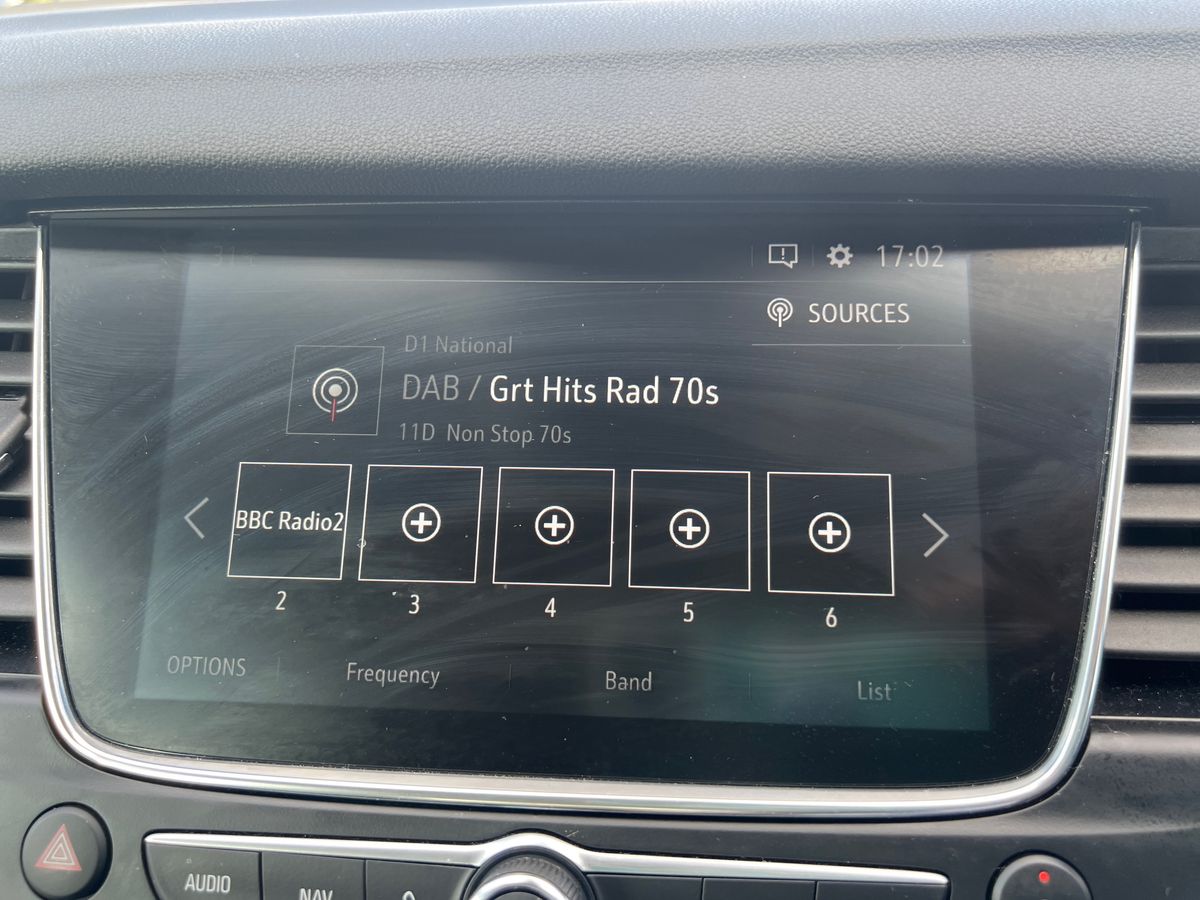 17:02
SOURCES
D1 National
DAB / Grt Hits Rad 70s
11D Non Stop 70s
BBC Radio2
2 3 4 5 6
OPTIONS Frequency Band List
AUDIO NAV